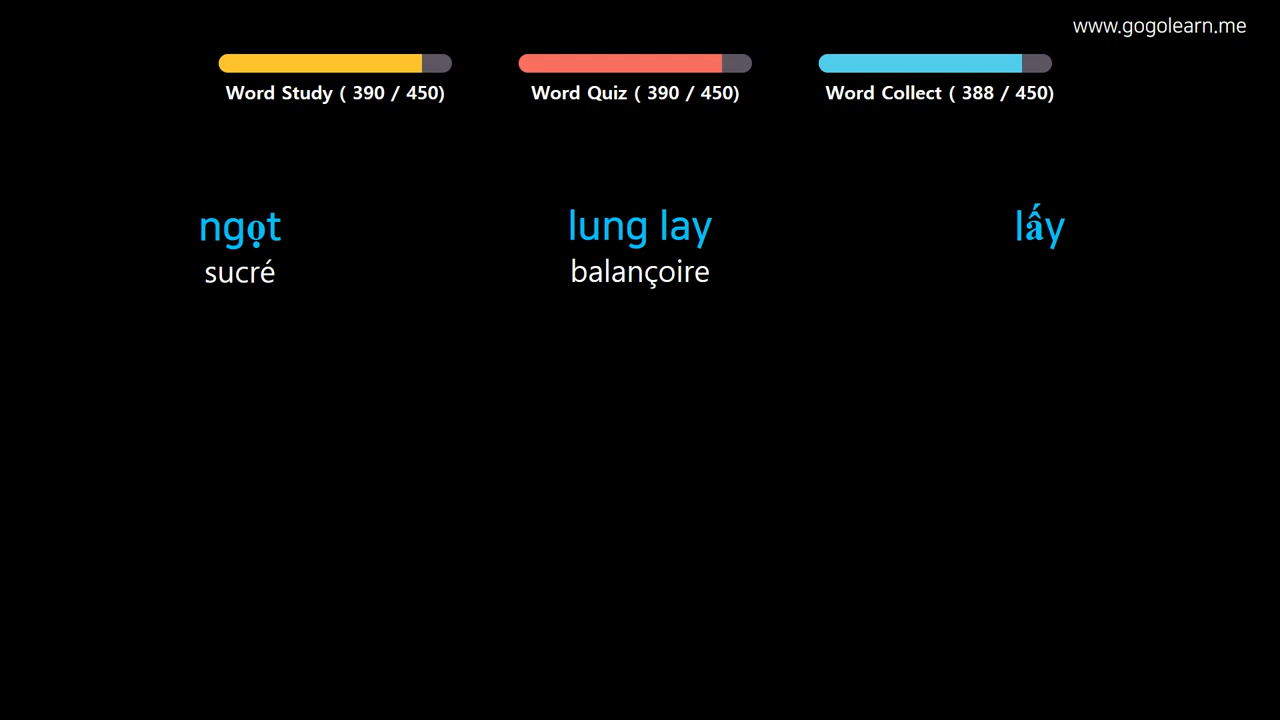 www.gogolearn.me
Word Study ( 390 / 450)
Word Quiz ( 390 / 450)
Word Collect ( 388 / 450)
ngọt
sucré
lung lay
balançoire
lấy